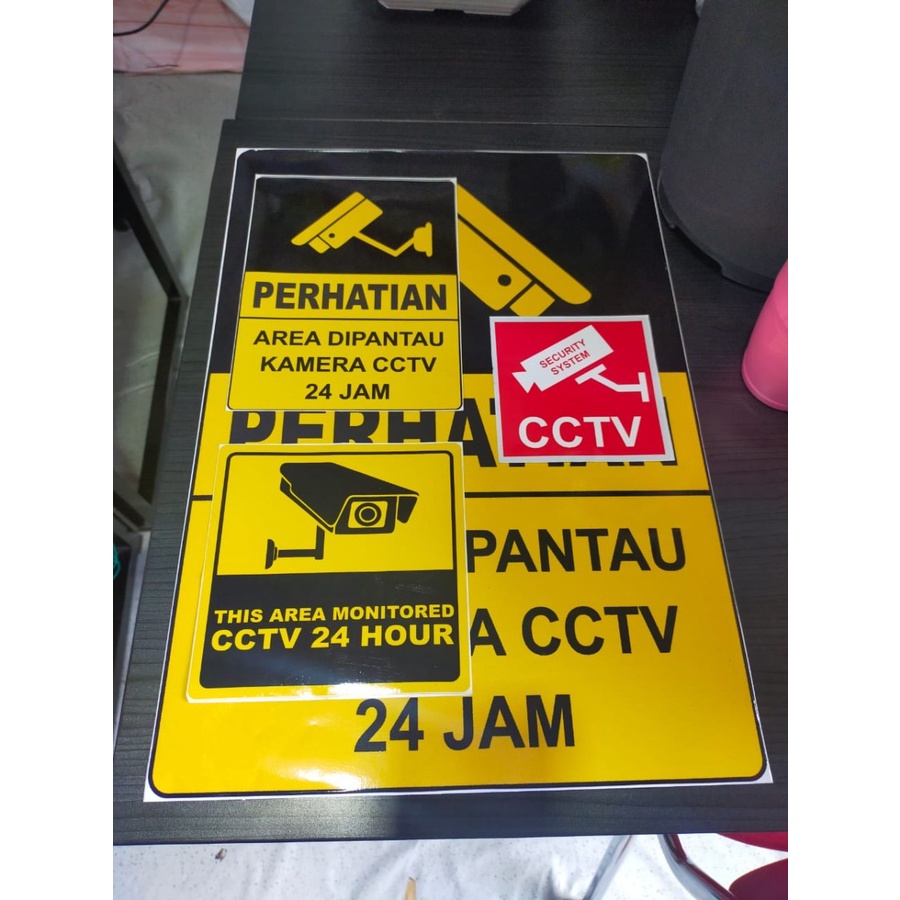 PERHATIAN
AREA DIPANTAU
KAMERA CCTV
24 JAM
SECURITY
SYSTEM
CCTV
THIS AREA MONITORED
CCTV 24 HOUR
PERHATIAN
PANTAU
A CCTV
24 JAM